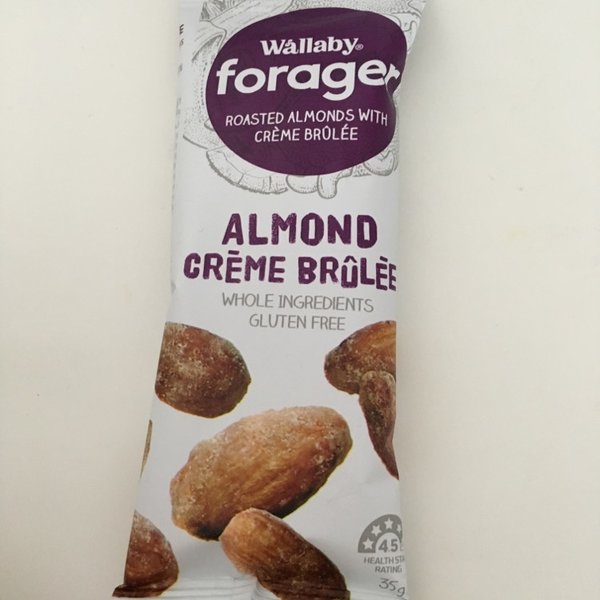 Wállaby®
forager
ROASTED ALMONDS WITH
CRÈME BRÛLÉE
ALMOND
CRÈME BRÛLÉE
WHOLE INGREDIENTS
GLUTEN FREE
4.5
HEALTH STAR
RATING
35g